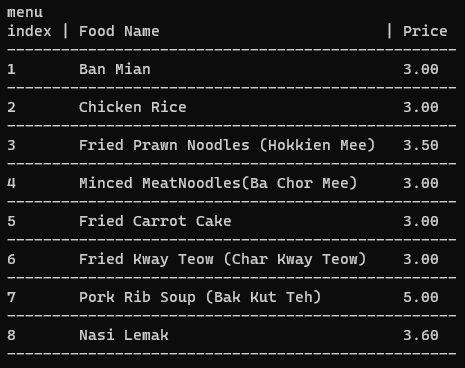 menu
index | Food Name | Price
--------------------------------------------------
1 Ban Mian 3.00
--------------------------------------------------
2 Chicken Rice 3.00
--------------------------------------------------
3 Fried Prawn Noodles (Hokkien Mee) 3.50
--------------------------------------------------
4 Minced MeatNoodles(Ba Chor Mee) 3.00
--------------------------------------------------
5 Fried Carrot Cake 3.00
--------------------------------------------------
6 Fried Kway Teow (Char Kway Teow) 3.00
--------------------------------------------------
7 Pork Rib Soup (Bak Kut Teh) 5.00
--------------------------------------------------
8 Nasi Lemak 3.60
--------------------------------------------------